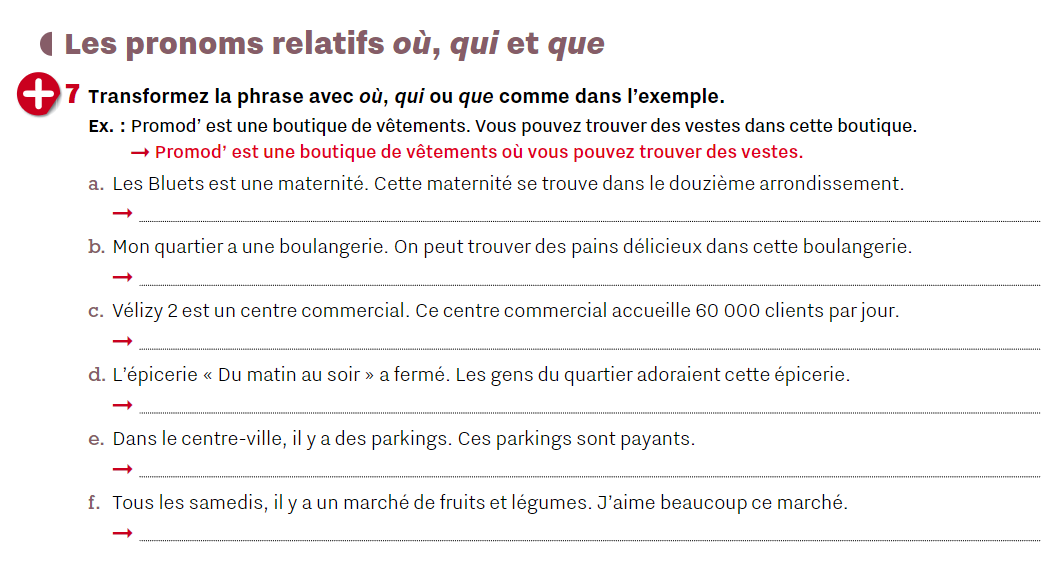 Les pronoms relatifs où, qui et que
7 Transformez la phrase avec où, qui ou que comme dans l'exemple.
Ex. : Promod' est une boutique de vêtements. Vous pouvez trouver des vestes dans cette boutique.
→ Promod' est une boutique de vêtements où vous pouvez trouver des vestes.
a. Les Bluets est une maternité. Cette maternité se trouve dans le douzième arrondissement.
→
b. Mon quartier a une boulangerie. On peut trouver des pains délicieux dans cette boulangerie.
→
c. Vélizy 2 est un centre commercial. Ce centre commercial accueille 60 000 clients par jour.
→
d. L'épicerie « Du matin au soir » a fermé. Les gens du quartier adoraient cette épicerie.
→
e. Dans le centre-ville, il y a des parkings. Ces parkings sont payants.
→
f. Tous les samedis, il y a un marché de fruits et légumes. J'aime beaucoup ce marché.
→